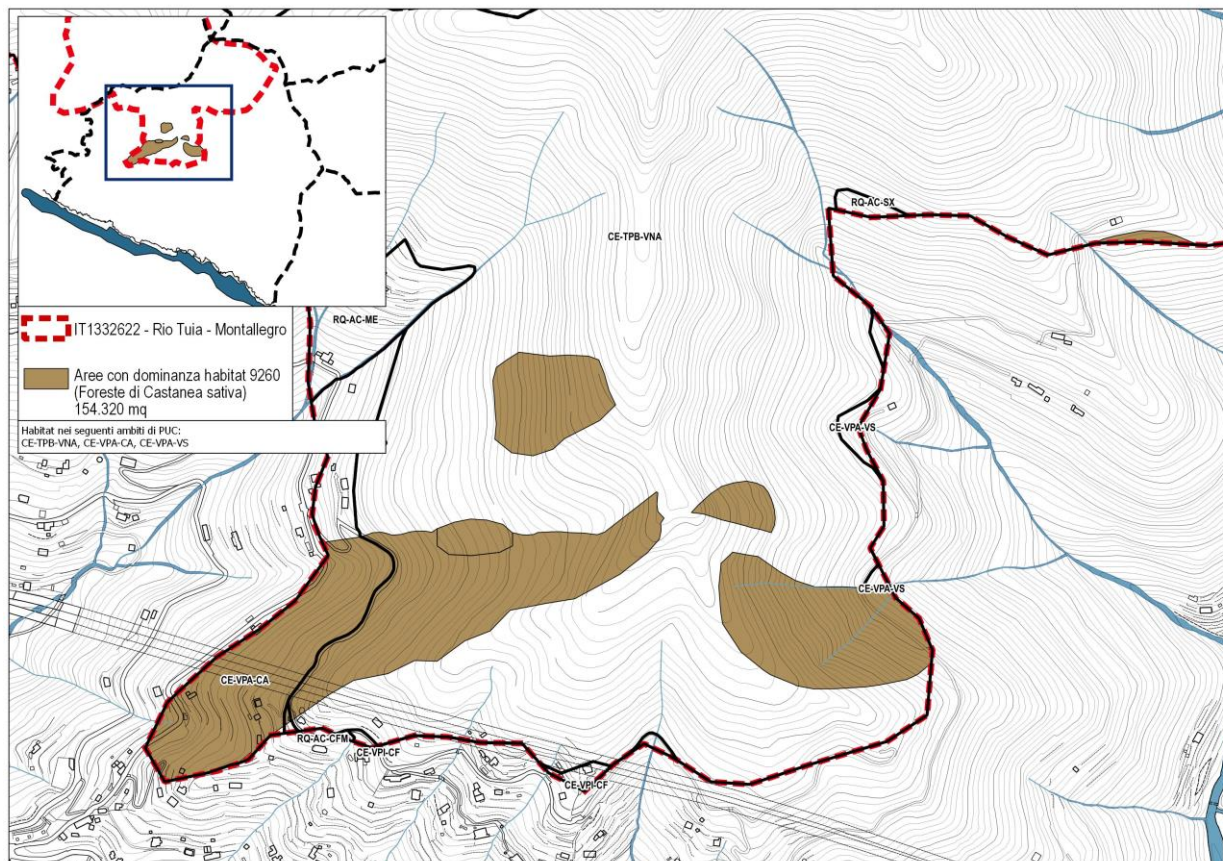 IT1332622 - Rio Tuia - Montallegro
Aree con dominanza habitat 9260
(Foreste di Castanea sativa)
154.320 mq
Habitat nei seguenti ambiti di PUC:
CE-TPB-VNA, CE-VPA-CA, CE-VPA-VS
RQ-AC-SX
CE-TPB-VNA
RQ-AC-ME
CE-VPA-VS
CE-VPA-VS
CE-VPA-CA
RQ-AC-CFM
CE-VPI-CF
CE-VPI-CF